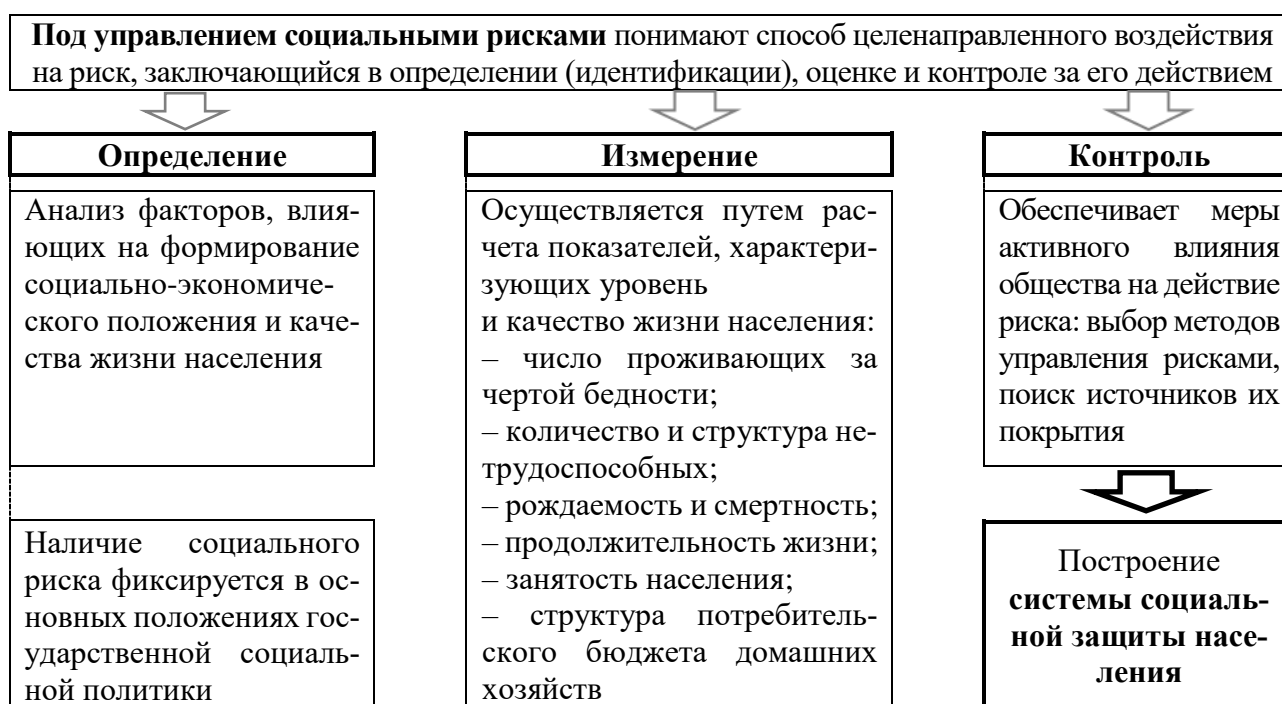 Под управлением социальными рисками понимают способ целенаправленного воздействия
на риск, заключающийся в определении (идентификации), оценке и контроле за его действием
Определение
Анализ факторов, влия-
ющих на формирование
социально-экономиче-
ского положения и каче-
ства жизни населения
Наличие социального
риска фиксируется в ос-
новных положениях гос-
ударственной социаль-
ной политики
Измерение
Осуществляется путем рас-
чета показателей, характери-
зующих уровень
и качество жизни населения:
– число проживающих за
чертой бедности;
– количество и структура не-
трудоспособных;
– рождаемость и смертность;
– продолжительность жизни;
– занятость населения;
– структура потребитель-
ского бюджета домашних
хозяйств
Контроль
Обеспечивает меры
активного влияния
общества на действие
риска: выбор методов
управления рисками,
поиск источников их
покрытия
Построение
системы социаль-
ной защиты насе-
ления